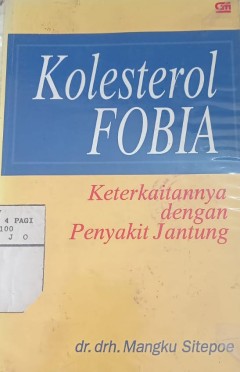 Kolesterol
FOBIA
Keterkaitannya
dengan
Penyakit Jantung
4 PAGI
100
J O
dr. drh. Mangku Sitepoe